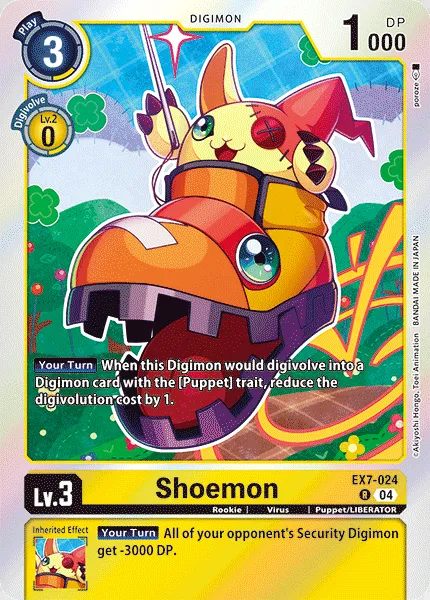 Play
3
DIGIMON
1000
DP
Digivolve
Lv.2
0
poroze
Your Turn When this Digimon would digivolve into a
Digimon card with the [Puppet] trait, reduce the
digivolution cost by 1.
©Akiyoshi Hongo, Toei Animation BANDAI MADE IN JAPAN
Lv.3
Shoemon
EX7-024
R 04
Rookie | Virus | Puppet/LIBERATOR
Inherited Effect
Your Turn All of your opponent's Security Digimon
get -3000 DP.